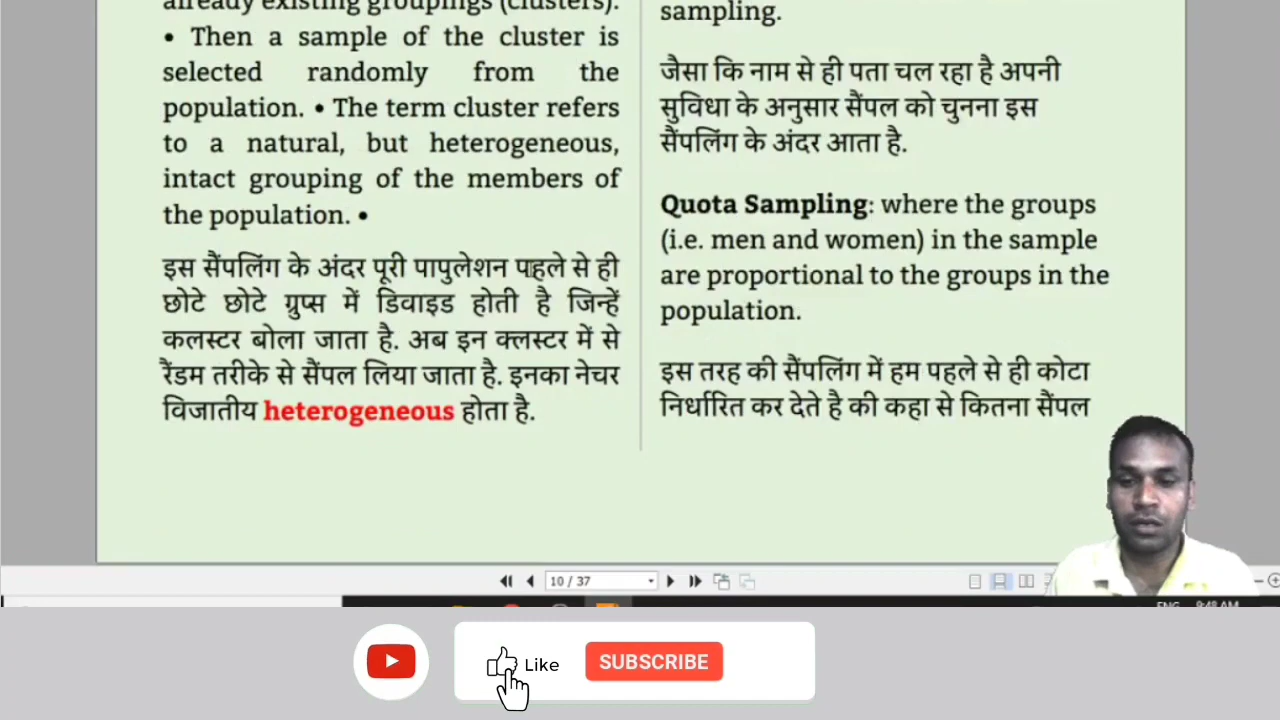 already existing groupings (clusters).
• Then a sample of the cluster is
selected randomly from the
population. • The term cluster refers
to a natural, but heterogeneous,
intact grouping of the members of
the population. •
इस सैंपलिंग के अंदर पूरी पापुलेशन पहले से ही
छोटे छोटे ग्रुप्स में डिवाइड होती है जिन्हें
कलस्टर बोला जाता है. अब इन क्लस्टर में से
रैंडम तरीके से सैंपल लिया जाता है. इनका नेचर
विजातीय heterogeneous होता है.
sampling.
जैसा कि नाम से ही पता चल रहा है अपनी
सुविधा के अनुसार सैंपल को चुनना इस
सैंपलिंग के अंदर आता है.
Quota Sampling: where the groups
(i.e. men and women) in the sample
are proportional to the groups in the
population.
इस तरह की सैंपलिंग में हम पहले से ही कोटा
निर्धारित कर देते है की कहा से कितना सैंपल
10 / 37
ENG 9:48 AM
Like
SUBSCRIBE